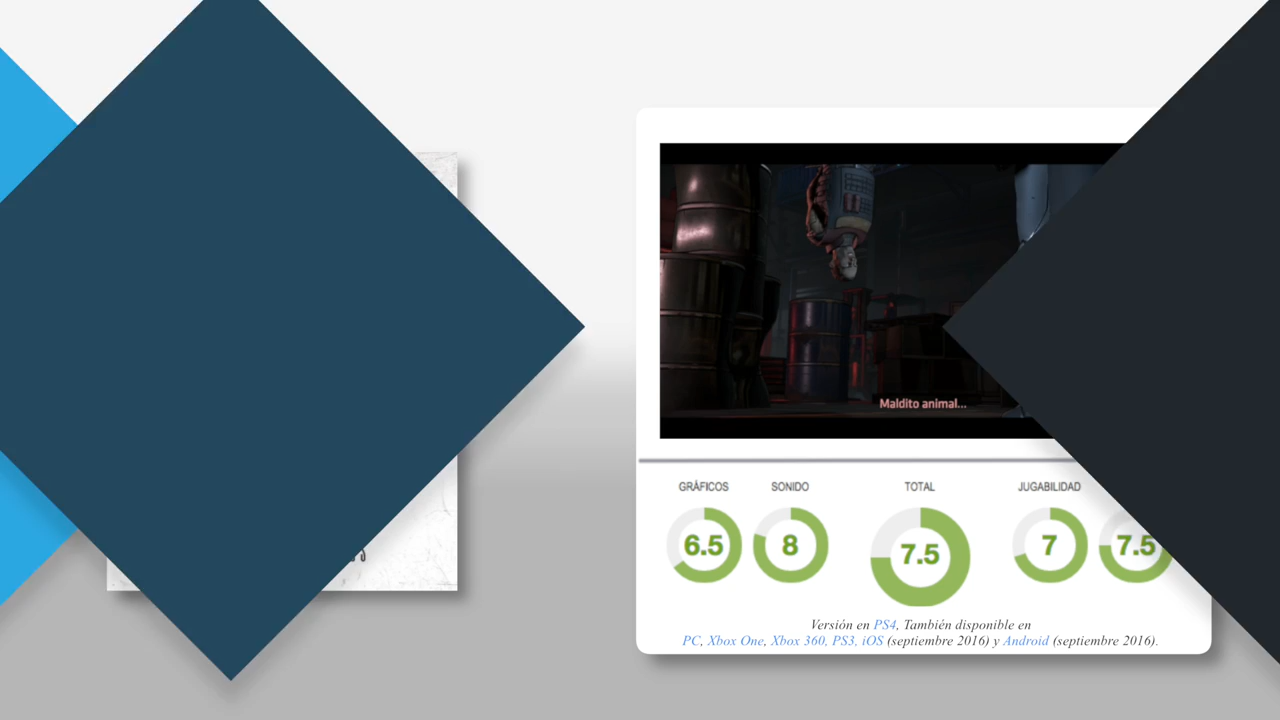 Maldito animal...
GRÁFICOS SONIDO TOTAL JUGABILIDAD
6.5 8 7.5 7 7.5
Versión en PS4, También disponible en
PC, Xbox One, Xbox 360, PS3, iOS (septiembre 2016) y Android (septiembre 2016).